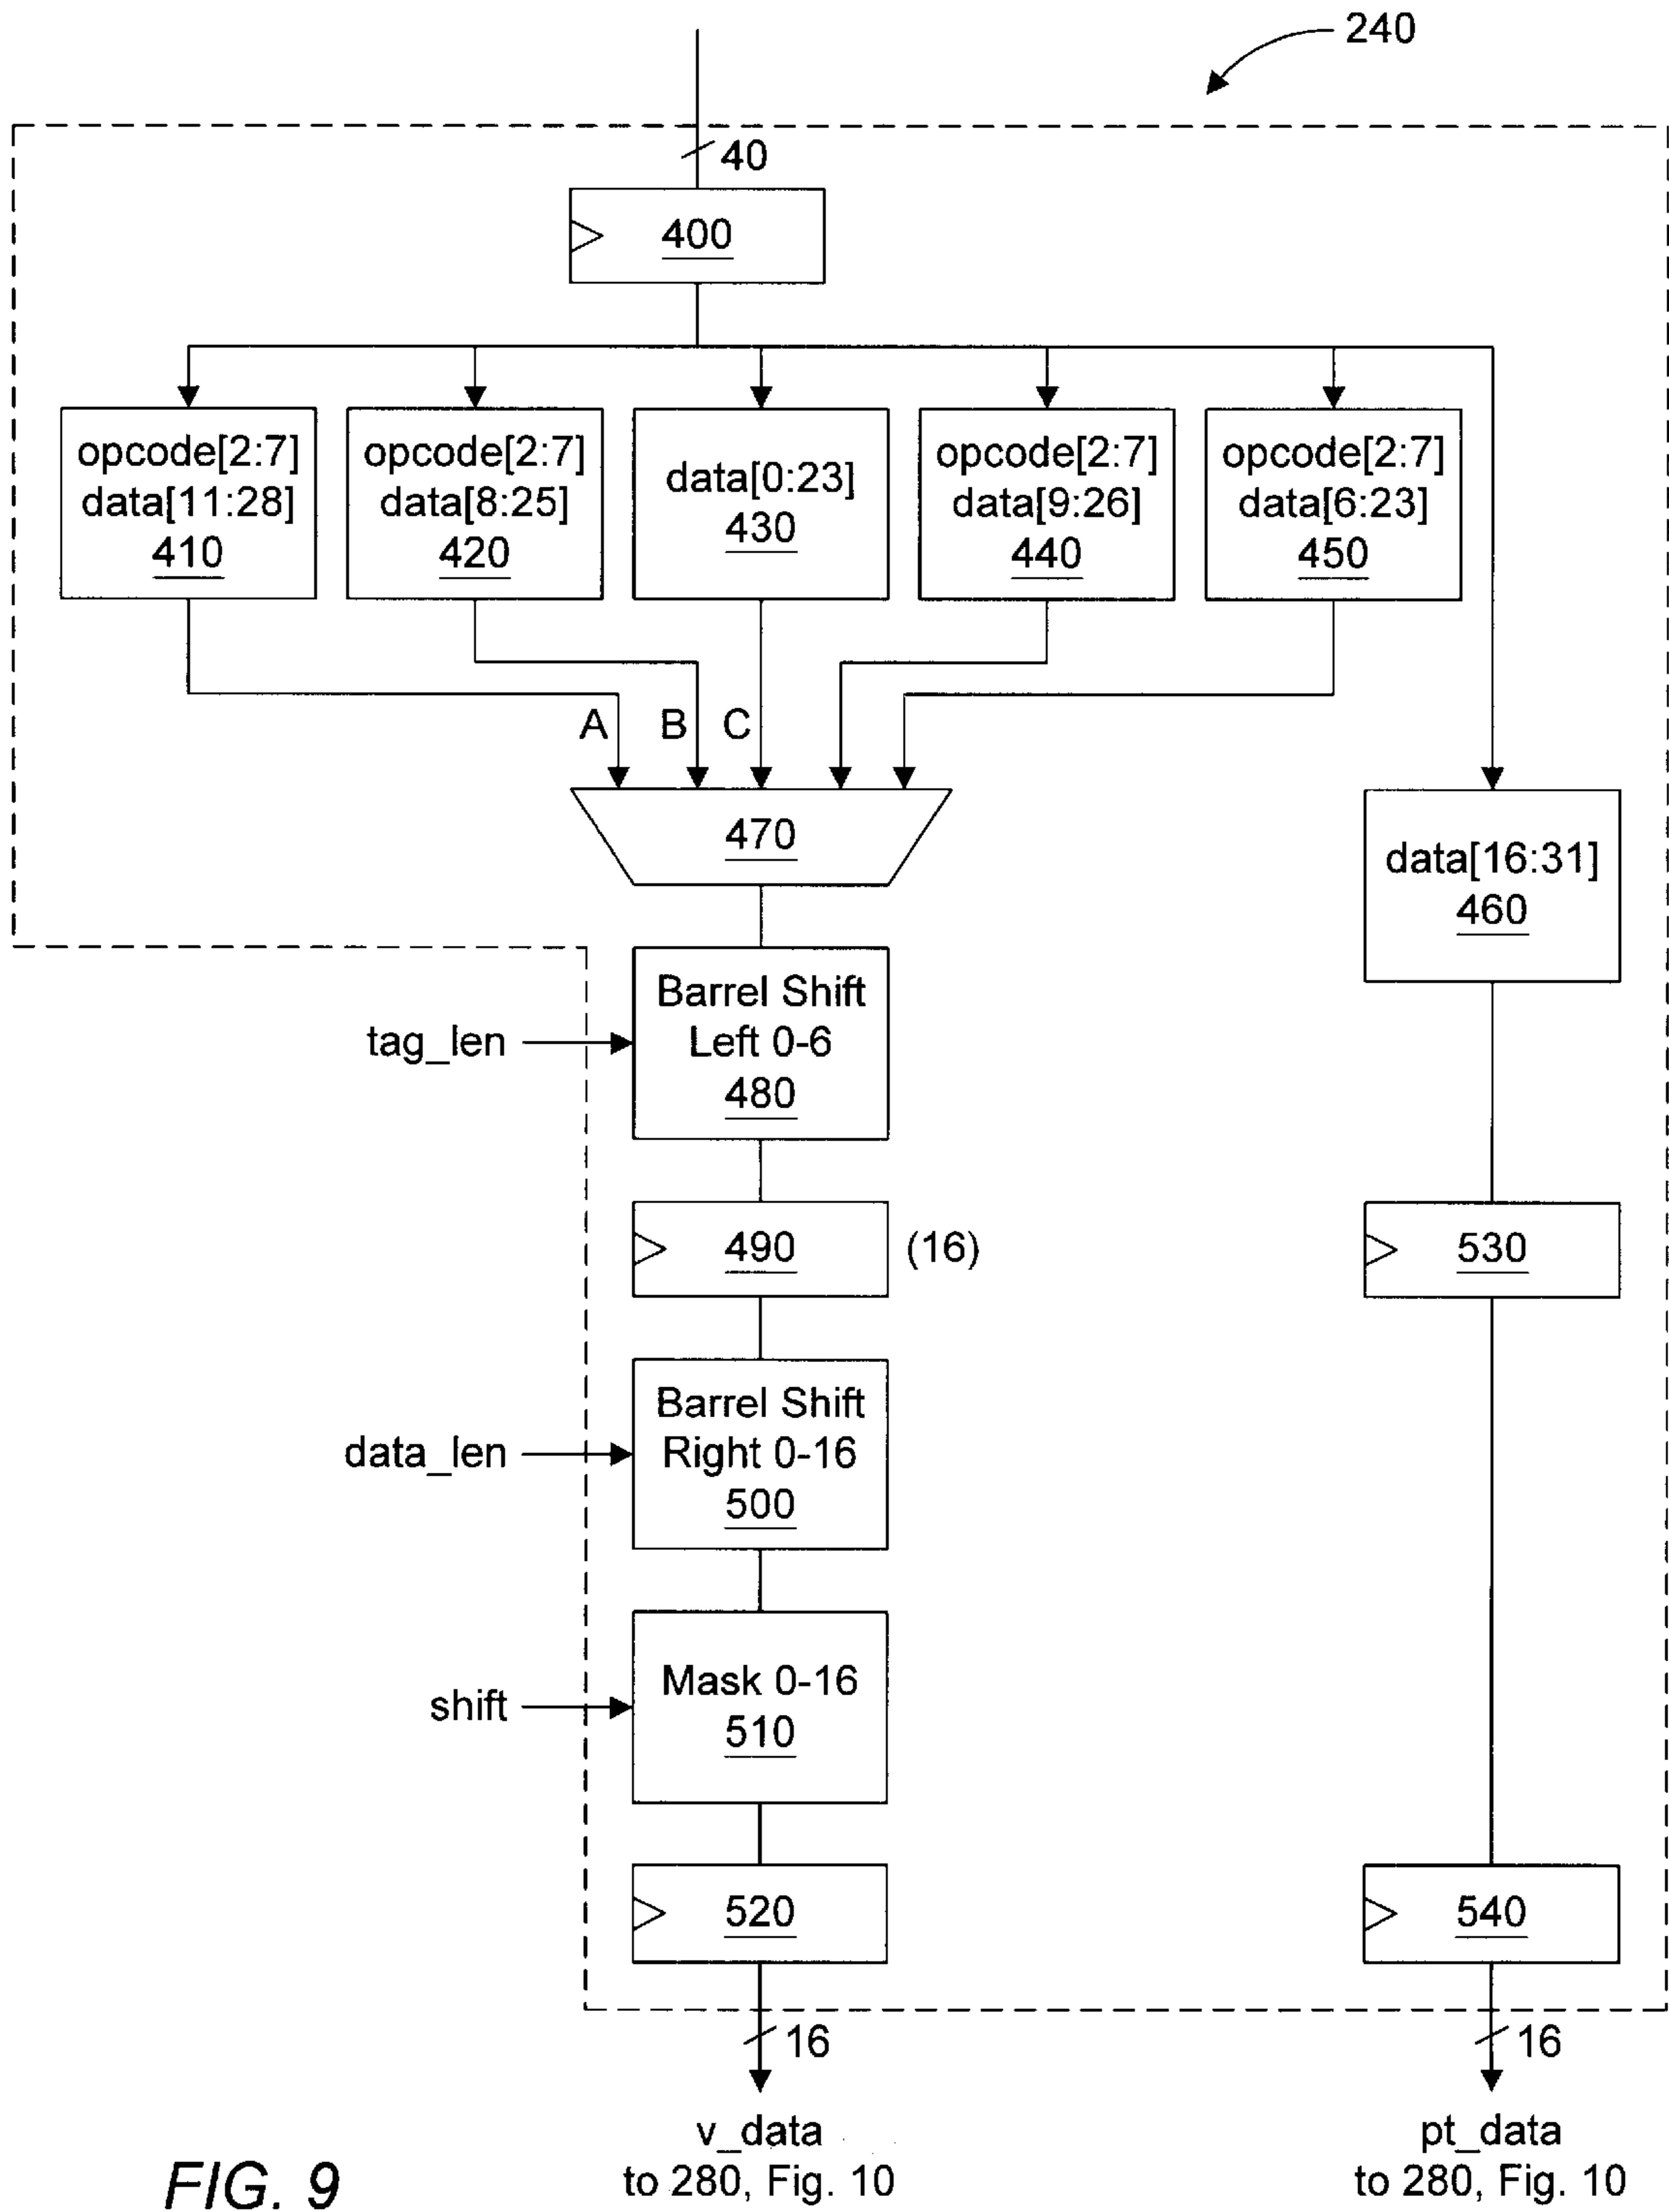 240
40
400
opcode[2:7]
data[11:28]
410
opcode[2:7]
data[8:25]
420
data[0:23]
430
opcode[2:7]
data[9:26]
440
opcode[2:7]
data[6:23]
450
A
B
C
470
data[16:31]
460
Barrel Shift
Left 0-6
480
tag_len
490
(16)
530
Barrel Shift
Right 0-16
500
data_len
Mask 0-16
510
shift
520
540
16
16
v_data
to 280, Fig. 10
pt_data
to 280, Fig. 10
FIG. 9